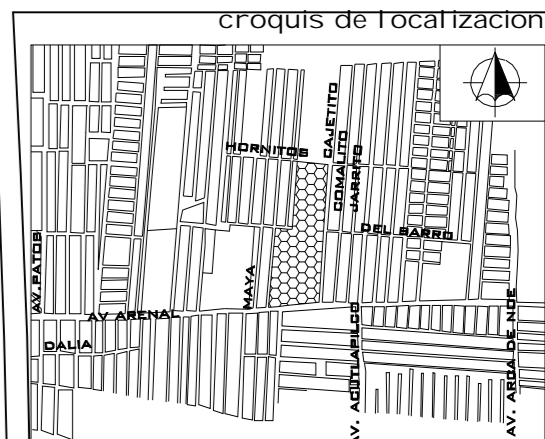 croquis de localizacion
HORNITOS
CAJETITO
COMALITO
JARRITO
DEL BARRO
AV. PATOS
MAYA
AV ARENAL
DALIA
AV. ACUTLAPILCO
AV. ARCA DE NOE